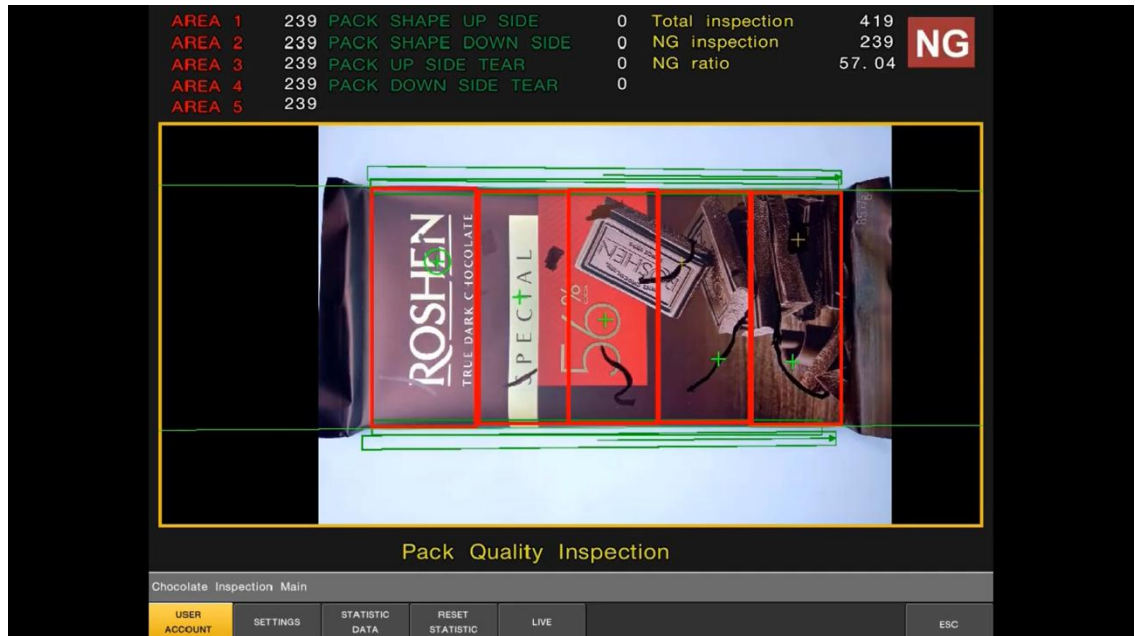 AREA 1 239 PACK SHAPE UP SIDE 0 Total inspection 419
AREA 2 239 PACK SHAPE DOWN SIDE 0 NG inspection 239
AREA 3 239 PACK UP SIDE TEAR 0 NG ratio 57.04
AREA 4 239 PACK DOWN SIDE TEAR 0
AREA 5 239
NG
ROSHEN
TRUE DARK CHOCOLATE
SPECIAL
56%
ROSHEN
Pack Quality Inspection
Chocolate Inspection Main
USER ACCOUNT
SETTINGS
STATISTIC DATA
RESET STATISTIC
LIVE
ESC